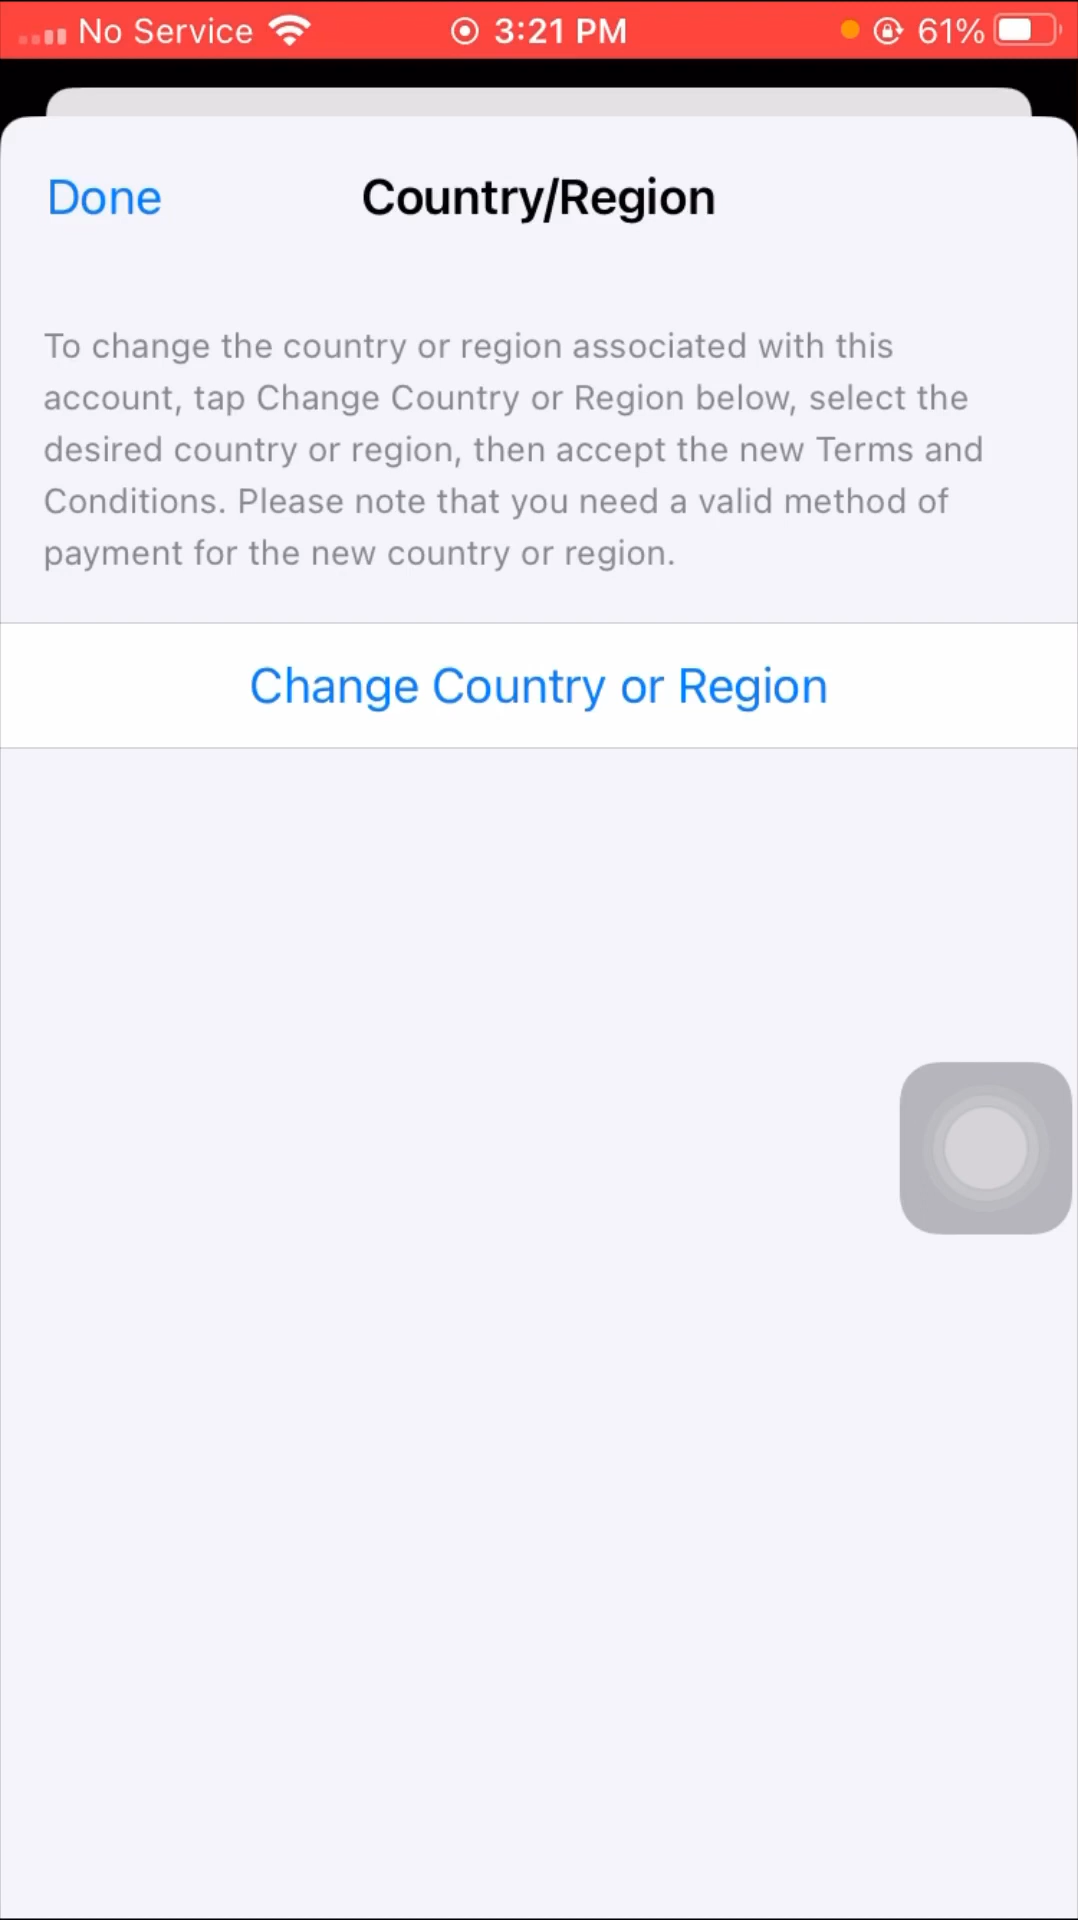 No Service 3:21 PM 61%
Done Country/Region
To change the country or region associated with this
account, tap Change Country or Region below, select the
desired country or region, then accept the new Terms and
Conditions. Please note that you need a valid method of
payment for the new country or region.
Change Country or Region